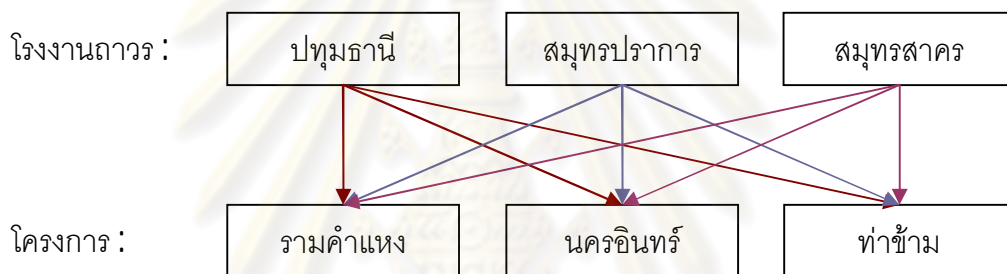 โรงงานถาวร : ปทุมธานี สมุทรปราการ สมุทรสาคร
โครงการ : รามคำแหง นครอินทร์ ท่าข้าม